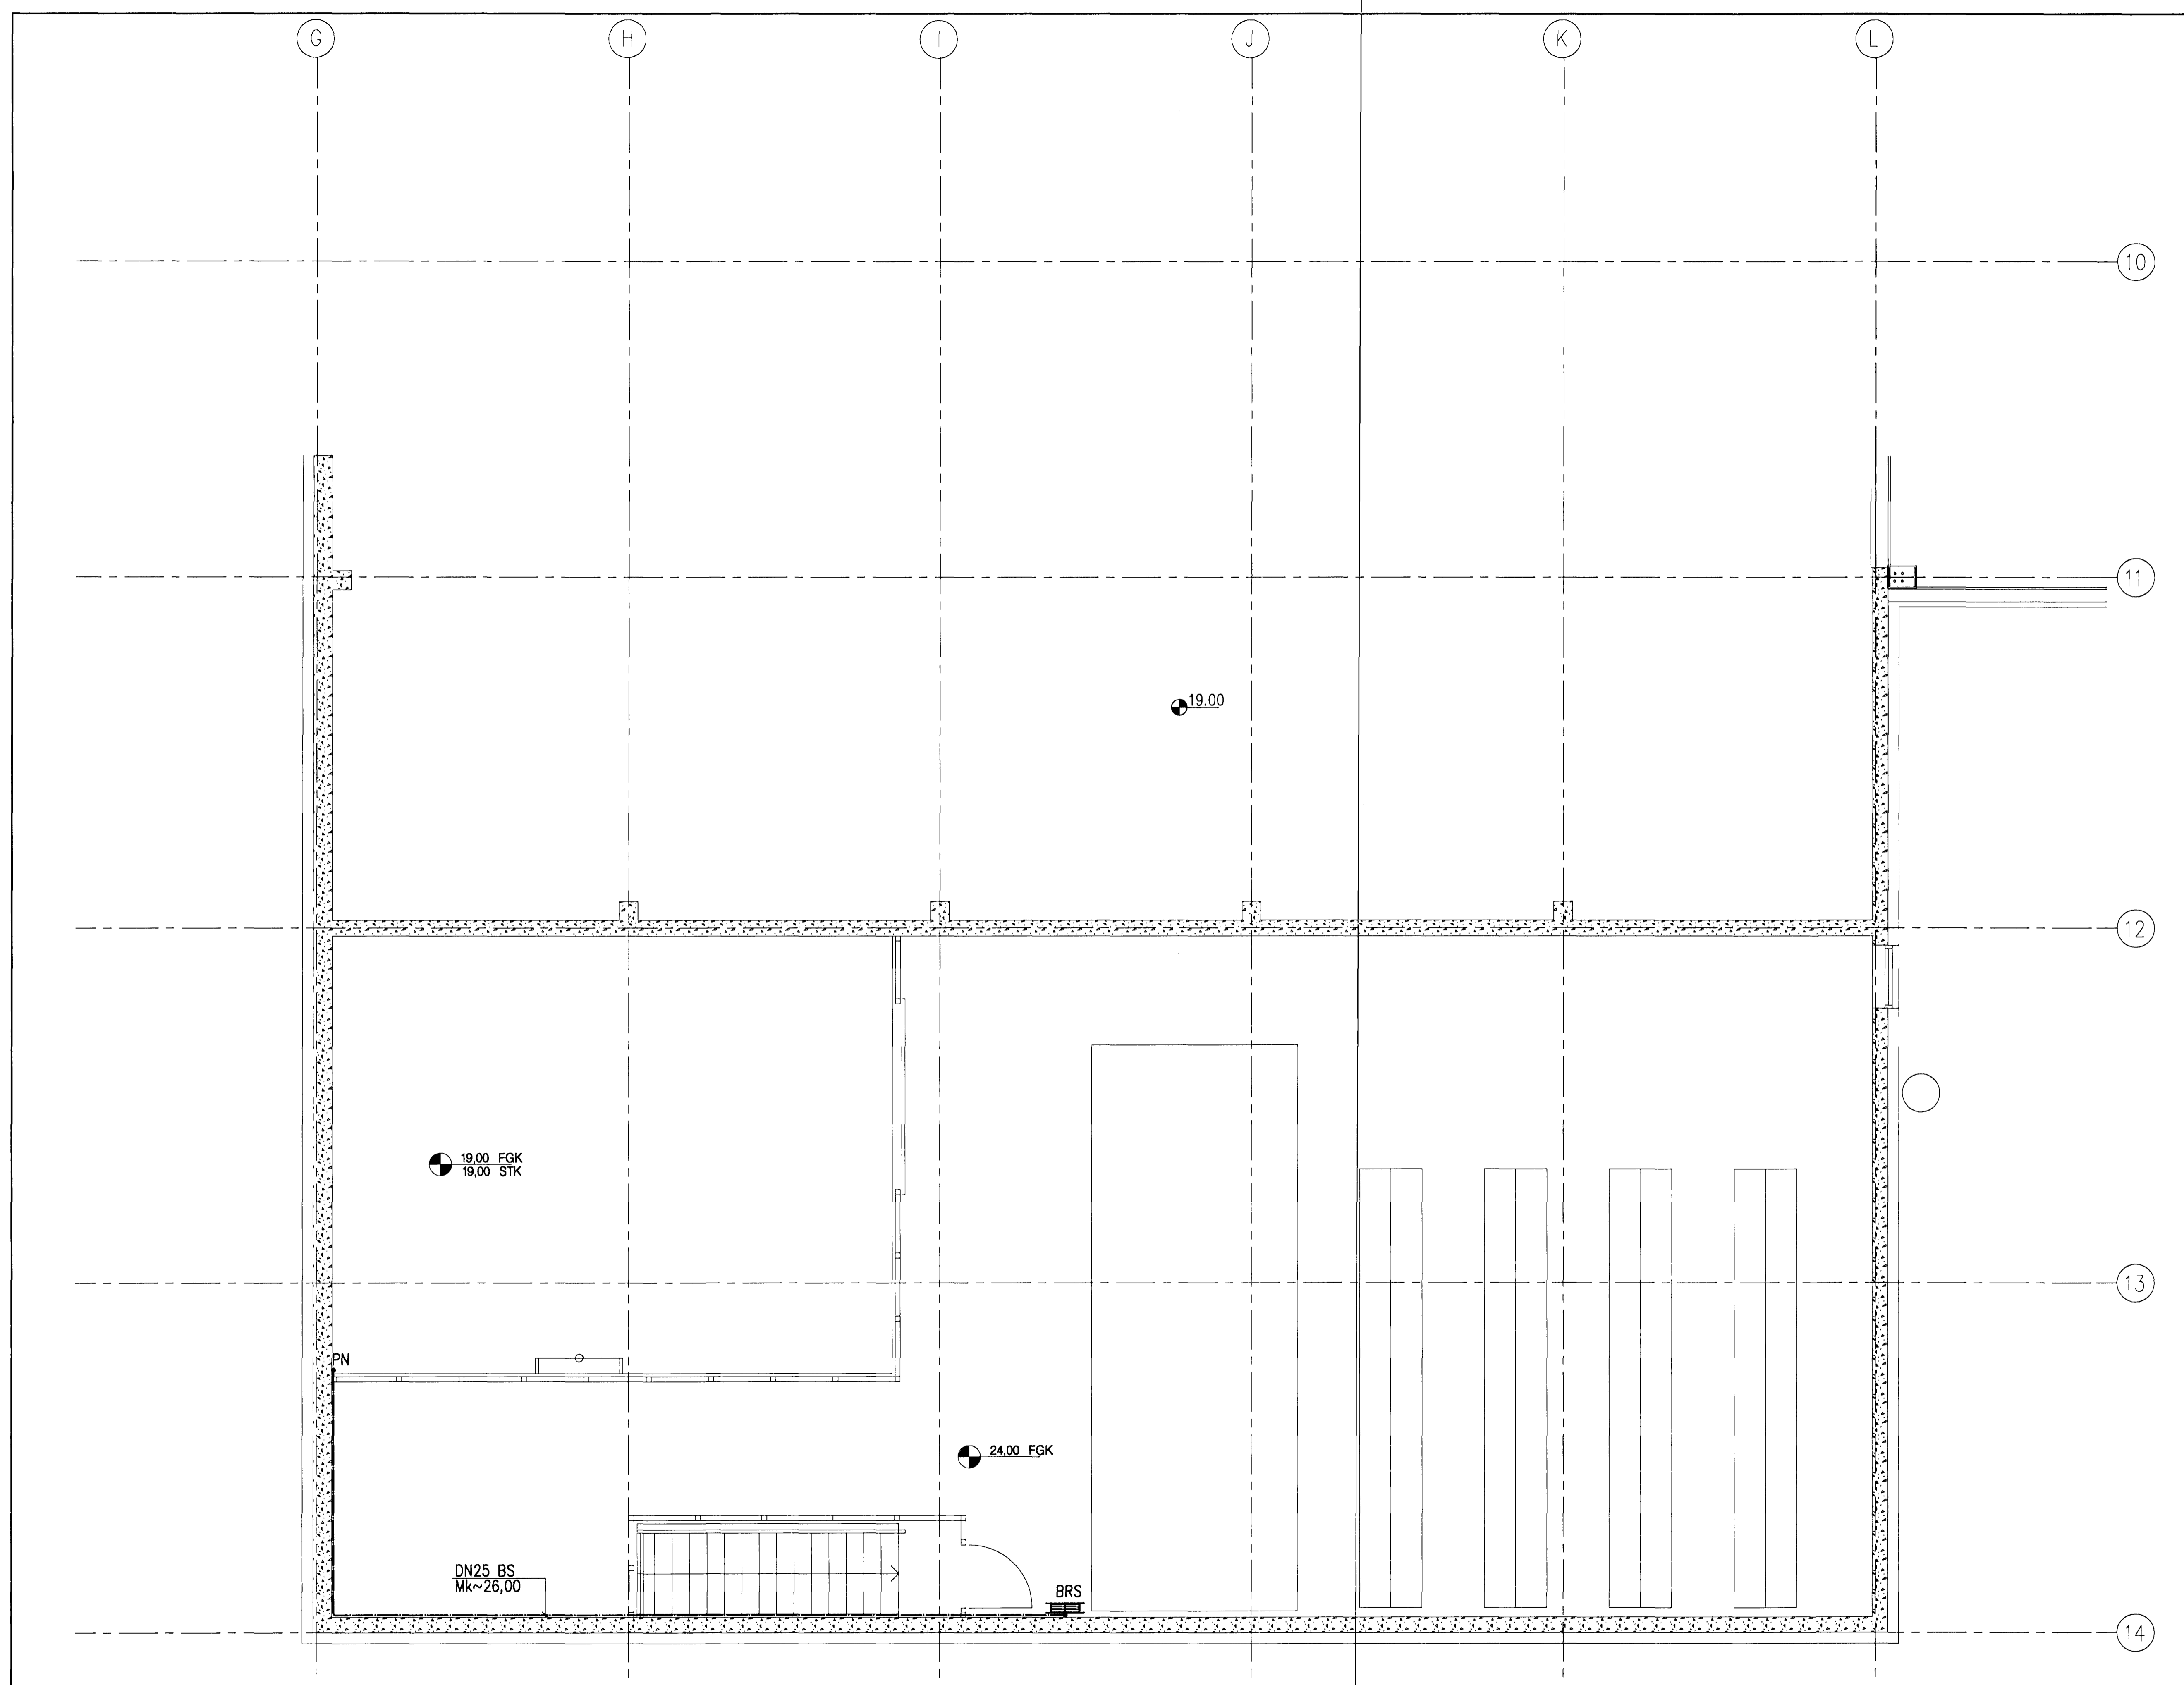 G H I J K L
10
11
19.00
12
19,00 FGK
19,00 STK
13
PN
24,00 FGK
DN25 BS
Mk~26,00
BRS
14